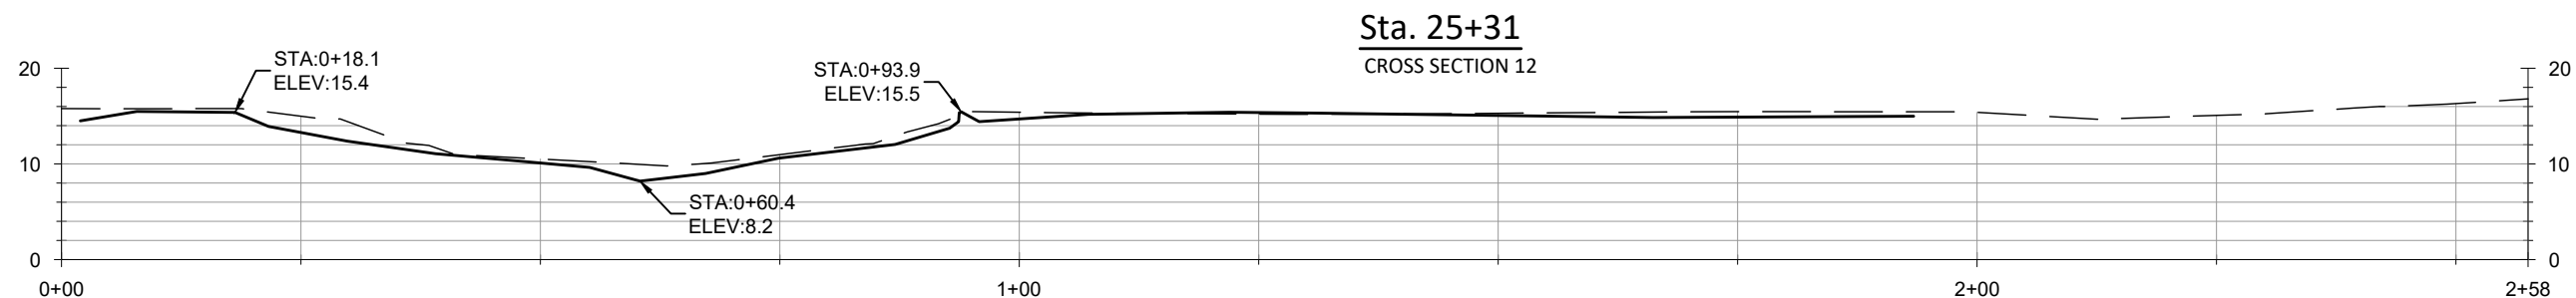 Sta. 25+31
CROSS SECTION 12
STA:0+18.1
ELEV:15.4
STA:0+93.9
ELEV:15.5
STA:0+60.4
ELEV:8.2
20
10
0
20
10
0
0+00
1+00
2+00
2+58